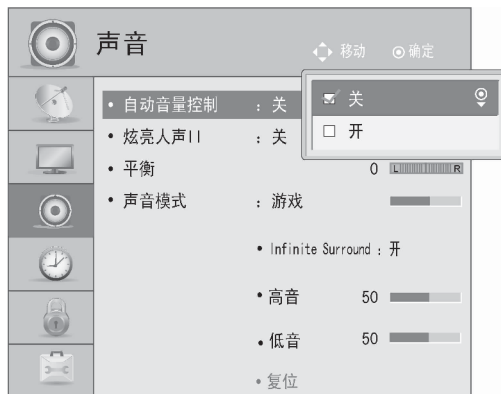 声音
移动 确定
• 自动音量控制 : 关
关
开
• 炫亮人声II : 关
• 平衡 0 L R
• 声音模式 : 游戏
• Infinite Surround : 开
• 高音 50
• 低音 50
• 复位